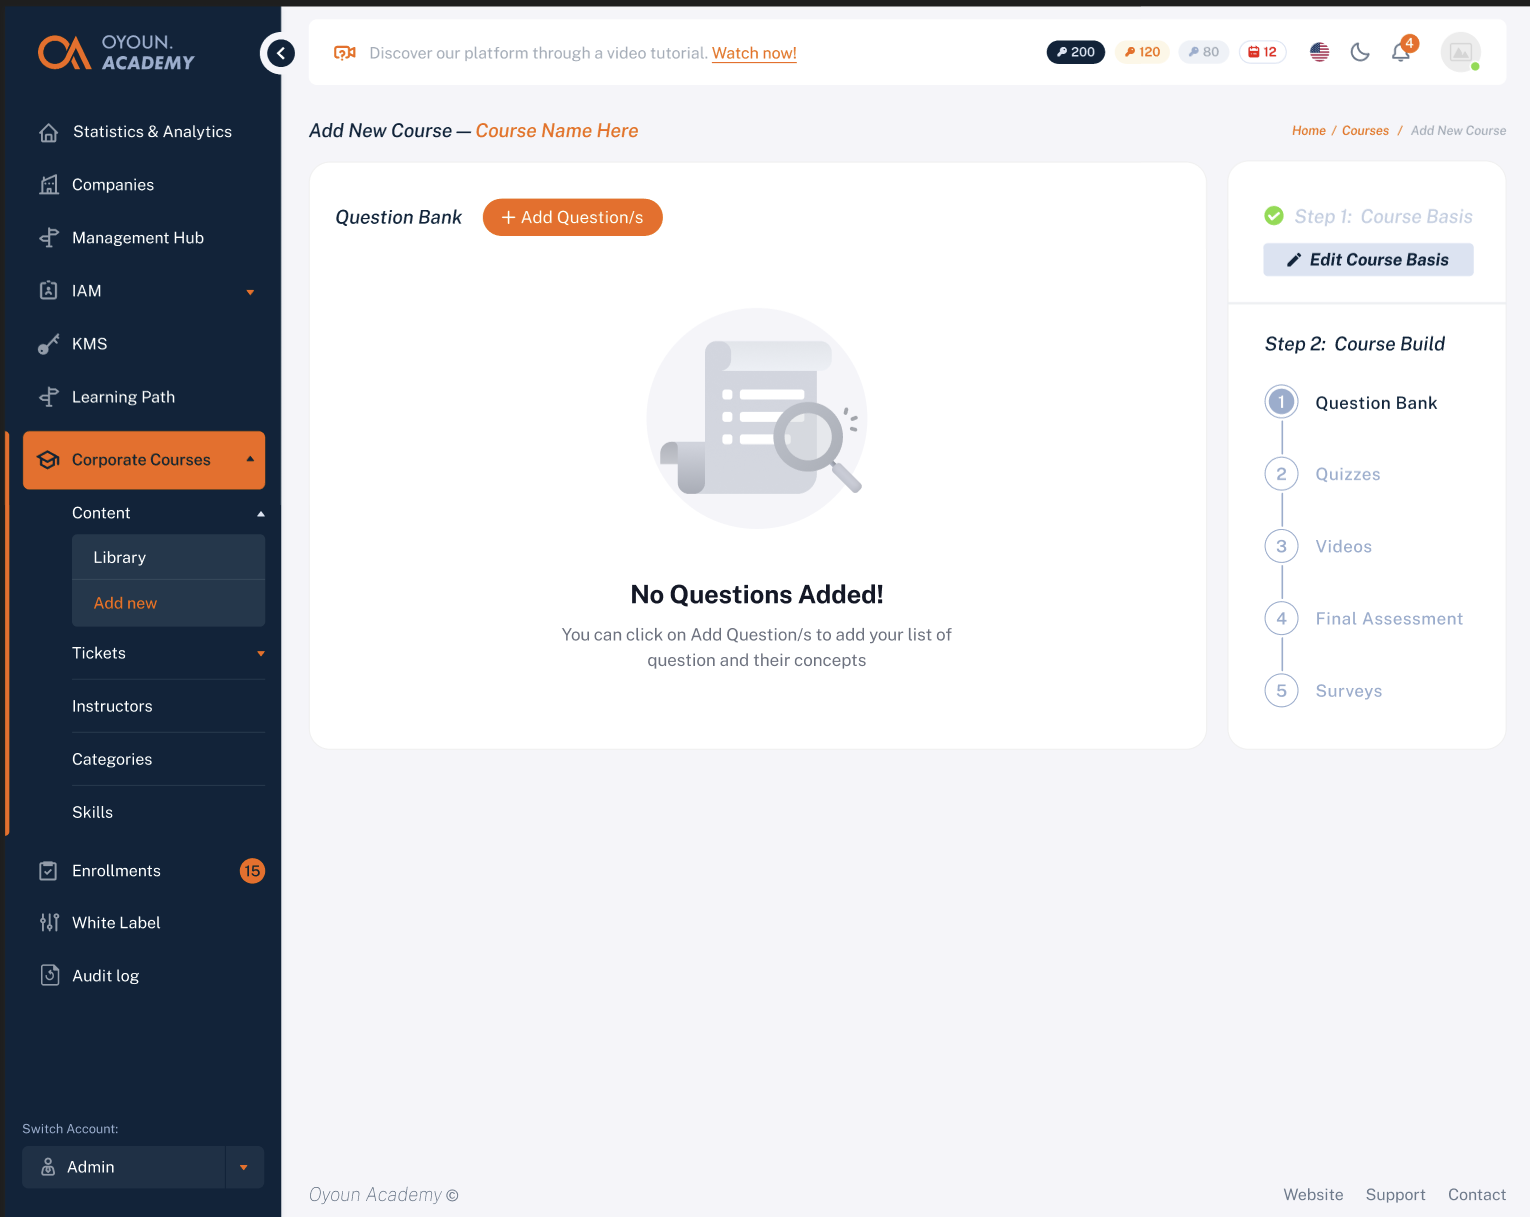 OYOUN.
ACADEMY
Statistics & Analytics
Companies
Management Hub
IAM
KMS
Learning Path
Corporate Courses
Content
Library
Add new
Tickets
Instructors
Categories
Skills
Enrollments 15
White Label
Audit log
Switch Account:
Admin
Discover our platform through a video tutorial. Watch now!
200 120 80 12 4
Add New Course — Course Name Here
Home / Courses / Add New Course
Question Bank + Add Question/s
No Questions Added!
You can click on Add Question/s to add your list of
question and their concepts
Step 1: Course Basis
Edit Course Basis
Step 2: Course Build
1 Question Bank
2 Quizzes
3 Videos
4 Final Assessment
5 Surveys
Oyoun Academy ©
Website Support Contact